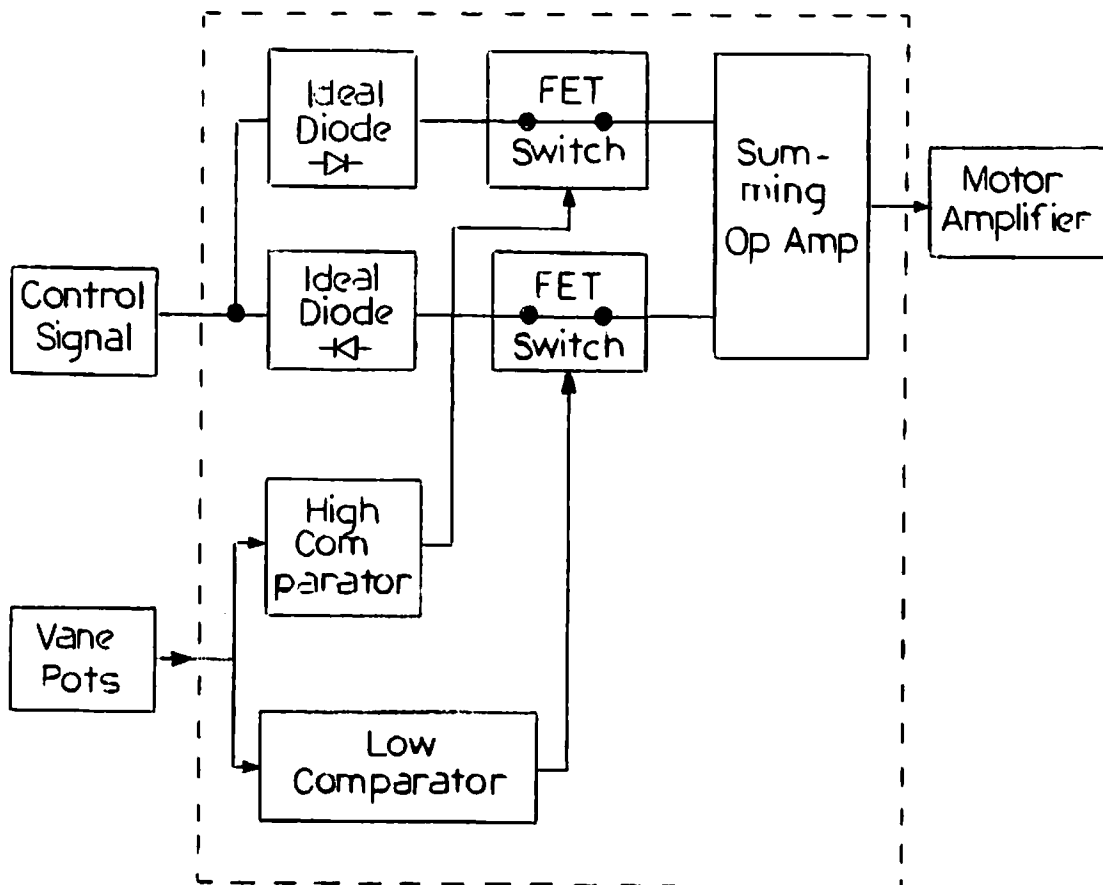 Ideal
Diode
FET
Switch
Sum-
ming
Op Amp
Motor
Amplifier
Control
Signal
Ideal
Diode
FET
Switch
High
Com
parator
Vane
Pots
Low
Comparator